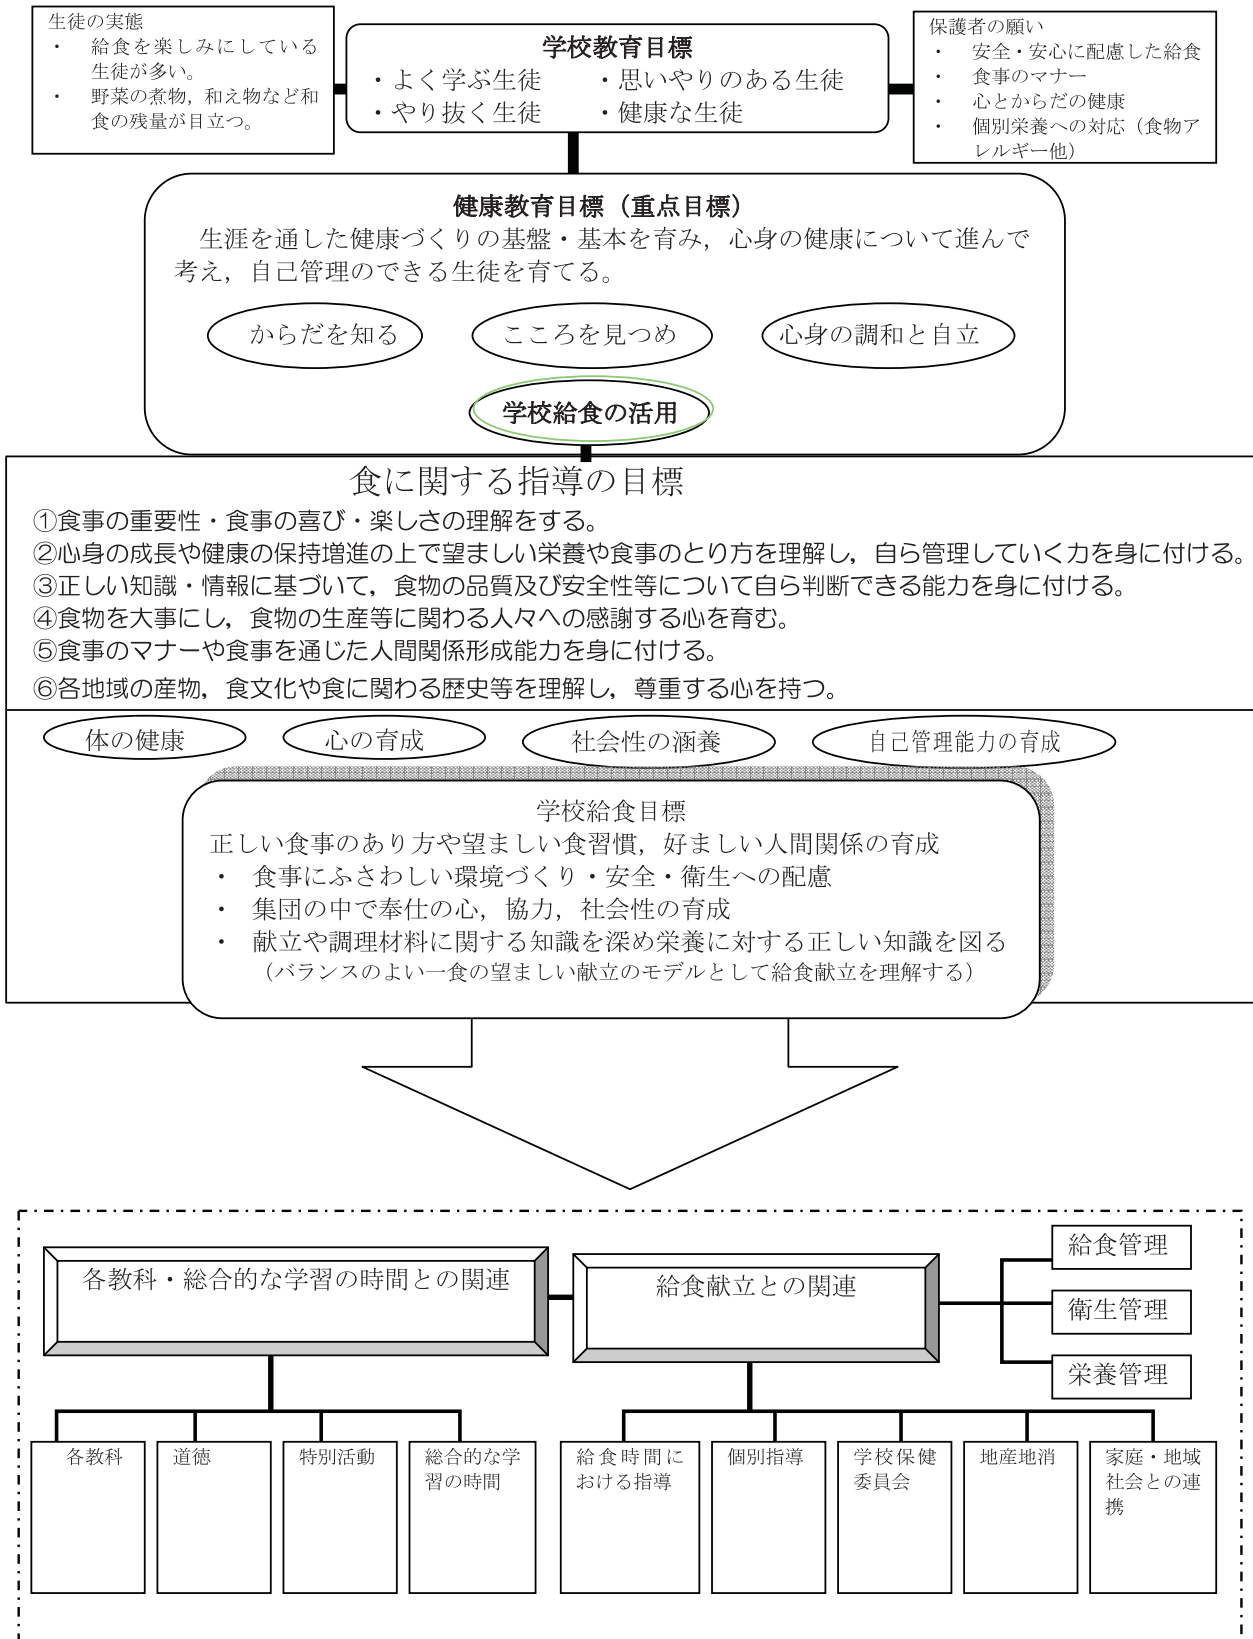 生徒の実態
・ 給食を楽しみにしている
生徒が多い。
・ 野菜の煮物，和え物など和
食の残量が目立つ。
学校教育目標
・よく学ぶ生徒 ・思いやりのある生徒
・やり抜く生徒 ・健康な生徒
保護者の願い
・ 安全・安心に配慮した給食
・ 食事のマナー
・ 心とからだの健康
・ 個別栄養への対応（食物ア
レルギー他）
健康教育目標（重点目標）
生涯を通した健康づくりの基盤・基本を育み，心身の健康について進んで
考え，自己管理のできる生徒を育てる。
からだを知る
こころを見つめ
心身の調和と自立
学校給食の活用
食に関する指導の目標
①食事の重要性・食事の喜び・楽しさの理解をする。
②心身の成長や健康の保持増進の上で望ましい栄養や食事のとり方を理解し，自ら管理していく力を身に付ける。
③正しい知識・情報に基づいて，食物の品質及び安全性等について自ら判断できる能力を身に付ける。
④食物を大事にし，食物の生産等に関わる人々への感謝する心を育む。
⑤食事のマナーや食事を通じた人間関係形成能力を身に付ける。
⑥各地域の産物，食文化や食に関わる歴史等を理解し，尊重する心を持つ。
体の健康
心の育成
社会性の涵養
自己管理能力の育成
学校給食目標
正しい食事のあり方や望ましい食習慣，好ましい人間関係の育成
・ 食事にふさわしい環境づくり・安全・衛生への配慮
・ 集団の中で奉仕の心，協力，社会性の育成
・ 献立や調理材料に関する知識を深め栄養に対する正しい知識を図る
（バランスのよい一食の望ましい献立のモデルとして給食献立を理解する）
各教科・総合的な学習の時間との関連
給食献立との関連
給食管理
衛生管理
栄養管理
各教科
道徳
特別活動
総合的な学
習の時間
給食時間に
おける指導
個別指導
学校保健
委員会
地産地消
家庭・地域
社会との連
携